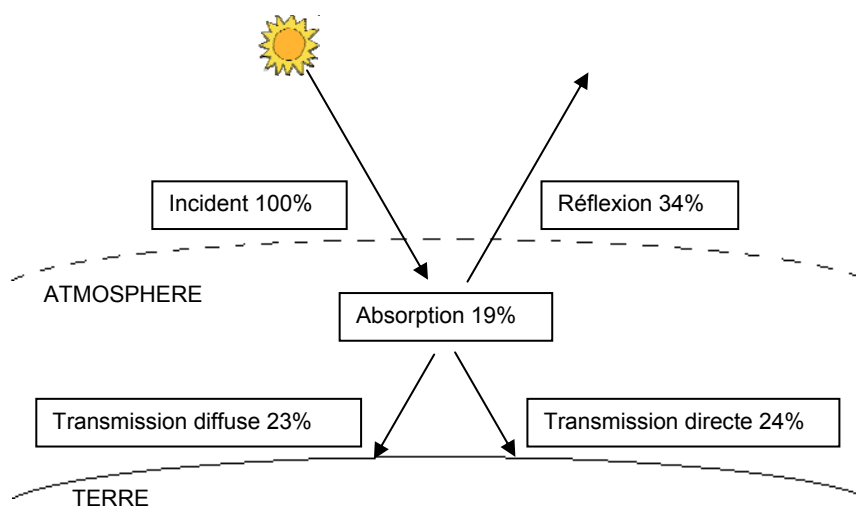 Incident 100%
Réflexion 34%
ATMOSPHERE
Absorption 19%
Transmission diffuse 23%
Transmission directe 24%
TERRE